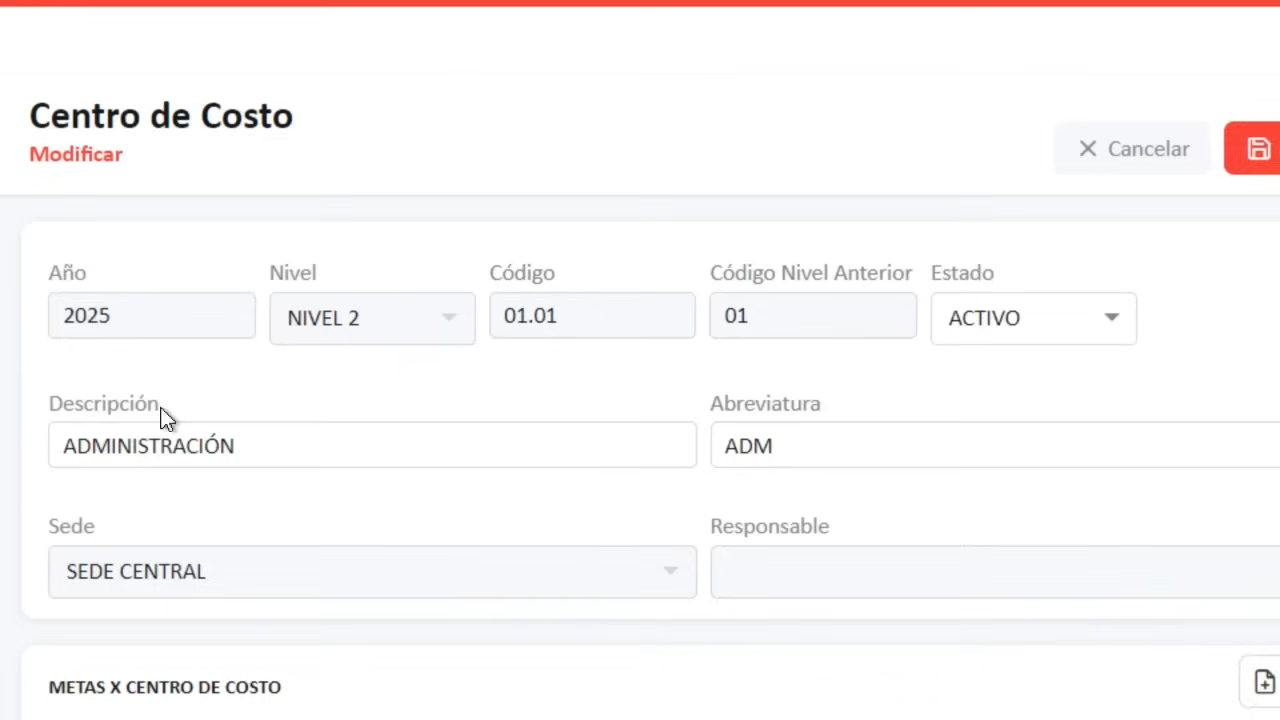 Centro de Costo
Modificar
Cancelar
Año Nivel Código Código Nivel Anterior Estado
2025 NIVEL 2 01.01 01 ACTIVO
Descripción Abreviatura
ADMINISTRACIÓN ADM
Sede Responsable
SEDE CENTRAL
METAS X CENTRO DE COSTO